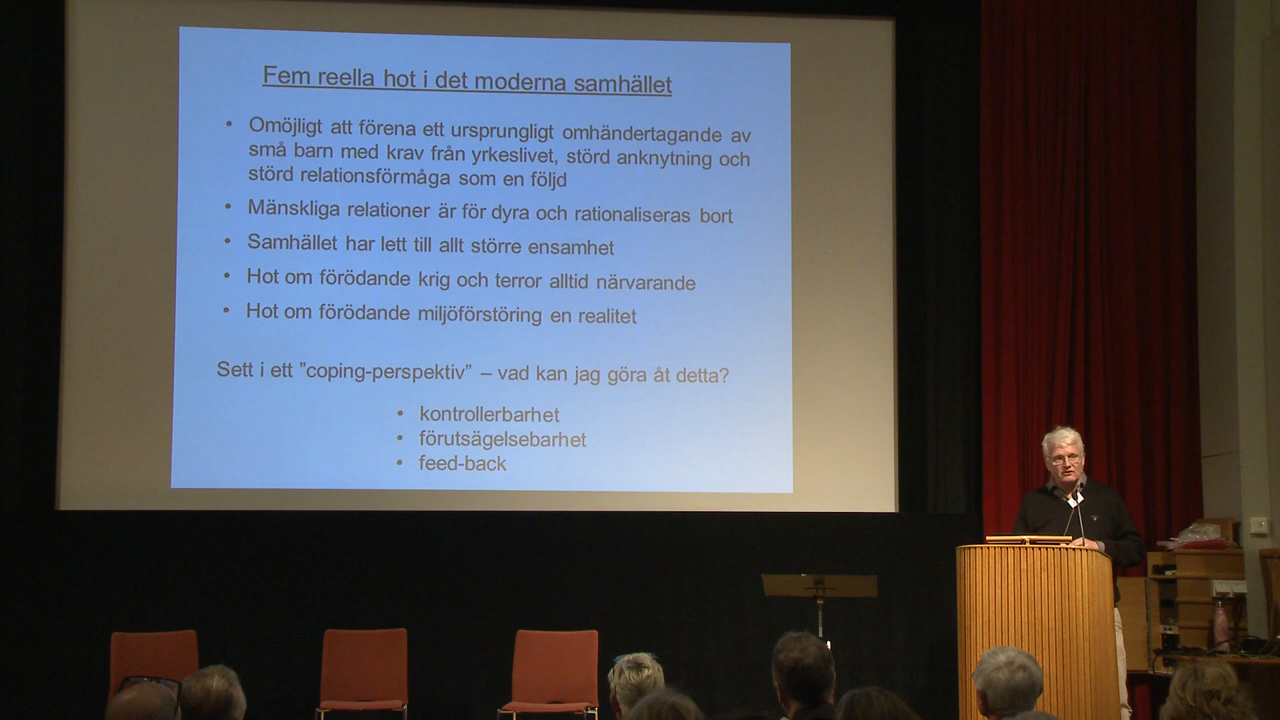 Fem reella hot i det moderna samhället
• Omöjligt att förena ett ursprungligt omhändertagande av
små barn med krav från yrkeslivet, störd anknytning och
störd relationsförmåga som en följd
• Mänskliga relationer är för dyra och rationaliseras bort
• Samhället har lett till allt större ensamhet
• Hot om förödande krig och terror alltid närvarande
• Hot om förödande miljöförstöring en realitet
Sett i ett ”coping-perspektiv” – vad kan jag göra åt detta?
• kontrollerbarhet
• förutsägelsebarhet
• feed-back